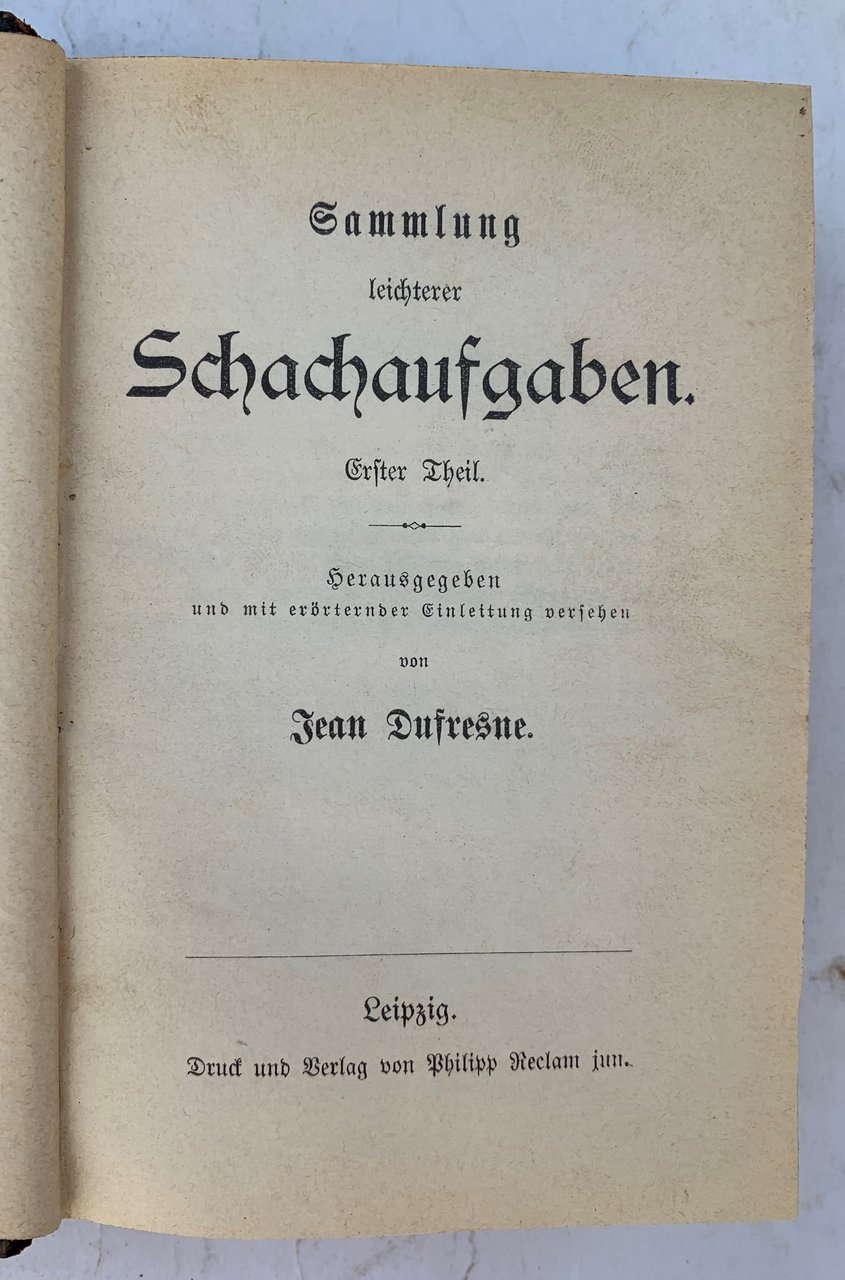 Sammlung
leichterer
Schachaufgaben.
Erster Theil.
Herausgegeben
und mit erörternder Einleitung versehen
von
Jean Dufresne.
Leipzig.
Druck und Verlag von Philipp Reclam jun.